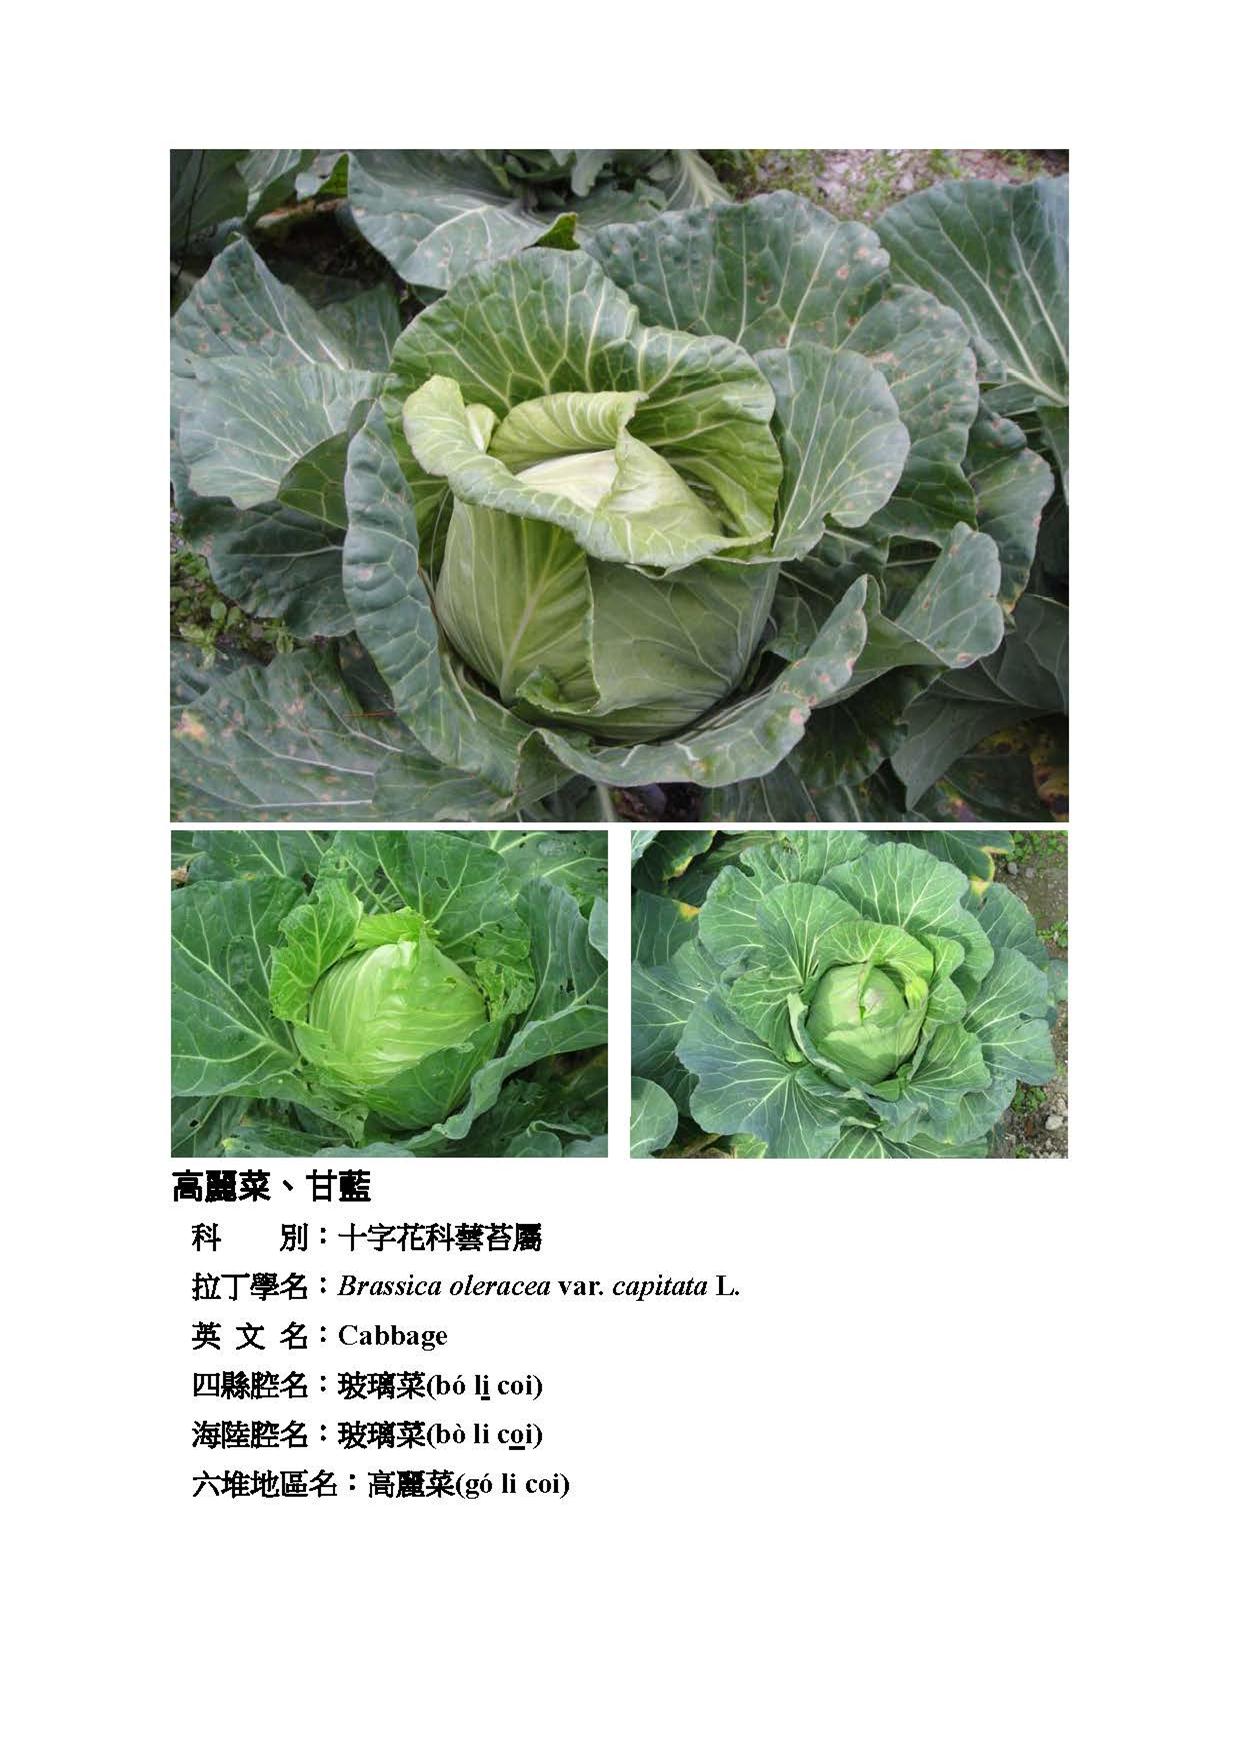 高麗菜、甘藍
科　　別：十字花科蕓苔屬
拉丁學名：Brassica oleracea var. capitata L.
英 文 名：Cabbage
四縣腔名：玻璃菜(bó li̱ coi)
海陸腔名：玻璃菜(bò li co̱i)
六堆地區名：高麗菜(gó li coi)